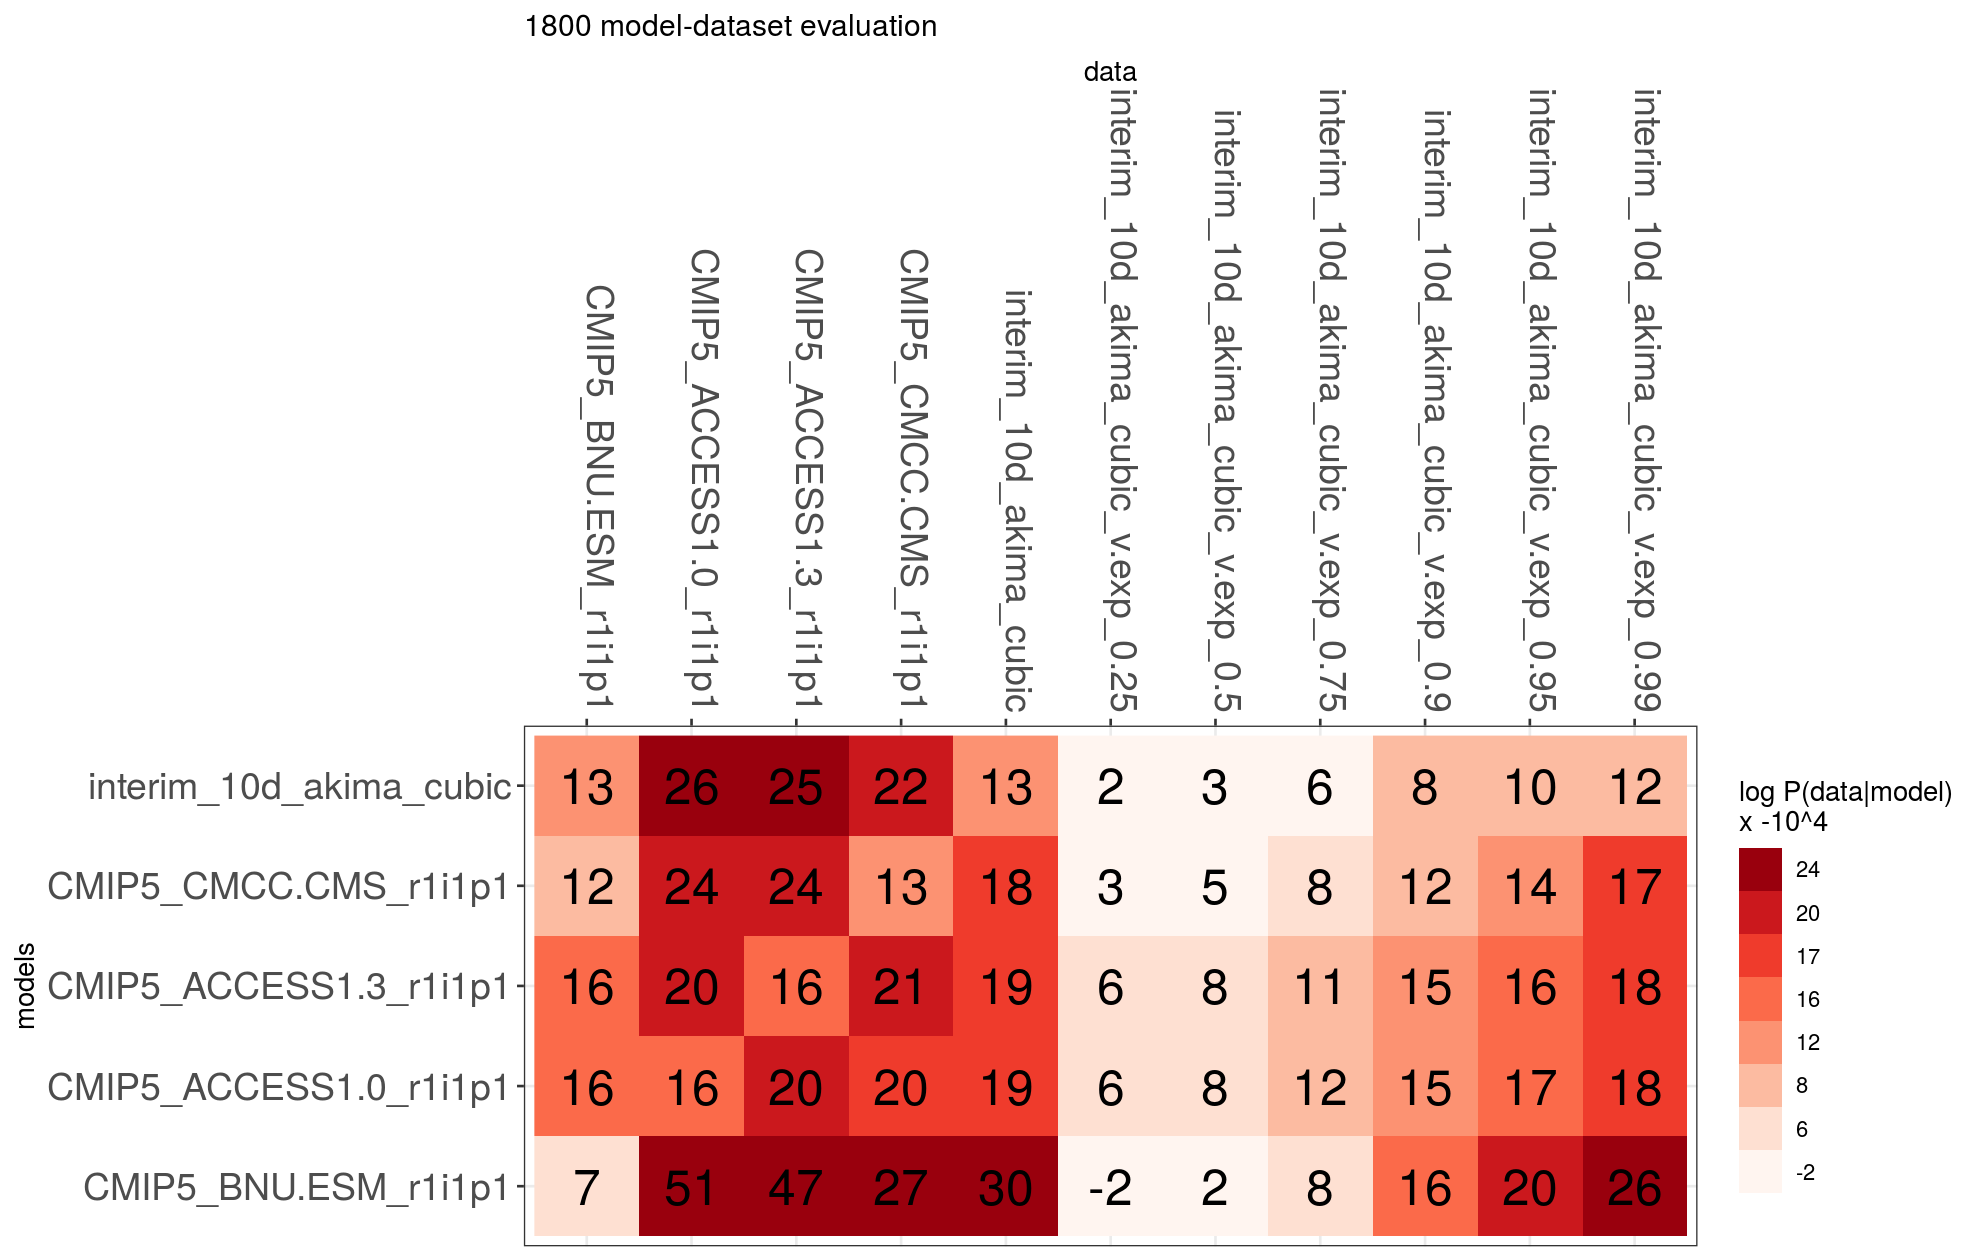 1800 model-dataset evaluation
data
CMIP5_BNU.ESM_r1i1p1
CMIP5_ACCESS1.0_r1i1p1
CMIP5_ACCESS1.3_r1i1p1
CMIP5_CMCC.CMS_r1i1p1
interim_10d_akima_cubic
interim_10d_akima_cubic_v.exp_0.25
interim_10d_akima_cubic_v.exp_0.5
interim_10d_akima_cubic_v.exp_0.75
interim_10d_akima_cubic_v.exp_0.9
interim_10d_akima_cubic_v.exp_0.95
interim_10d_akima_cubic_v.exp_0.99
models
interim_10d_akima_cubic 13 26 25 22 13 2 3 6 8 10 12
CMIP5_CMCC.CMS_r1i1p1 12 24 24 13 18 3 5 8 12 14 17
CMIP5_ACCESS1.3_r1i1p1 16 20 16 21 19 6 8 11 15 16 18
CMIP5_ACCESS1.0_r1i1p1 16 16 20 20 19 6 8 12 15 17 18
CMIP5_BNU.ESM_r1i1p1 7 51 47 27 30 -2 2 8 16 20 26
log P(data|model)
x -10^4
24
20
17
16
12
8
6
-2